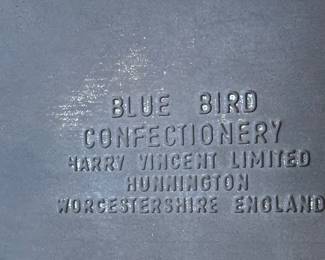 BLUE BIRD
CONFECTIONERY
HARRY VINCENT LIMITED
HUNNINGTON
WORCESTERSHIRE ENGLAND